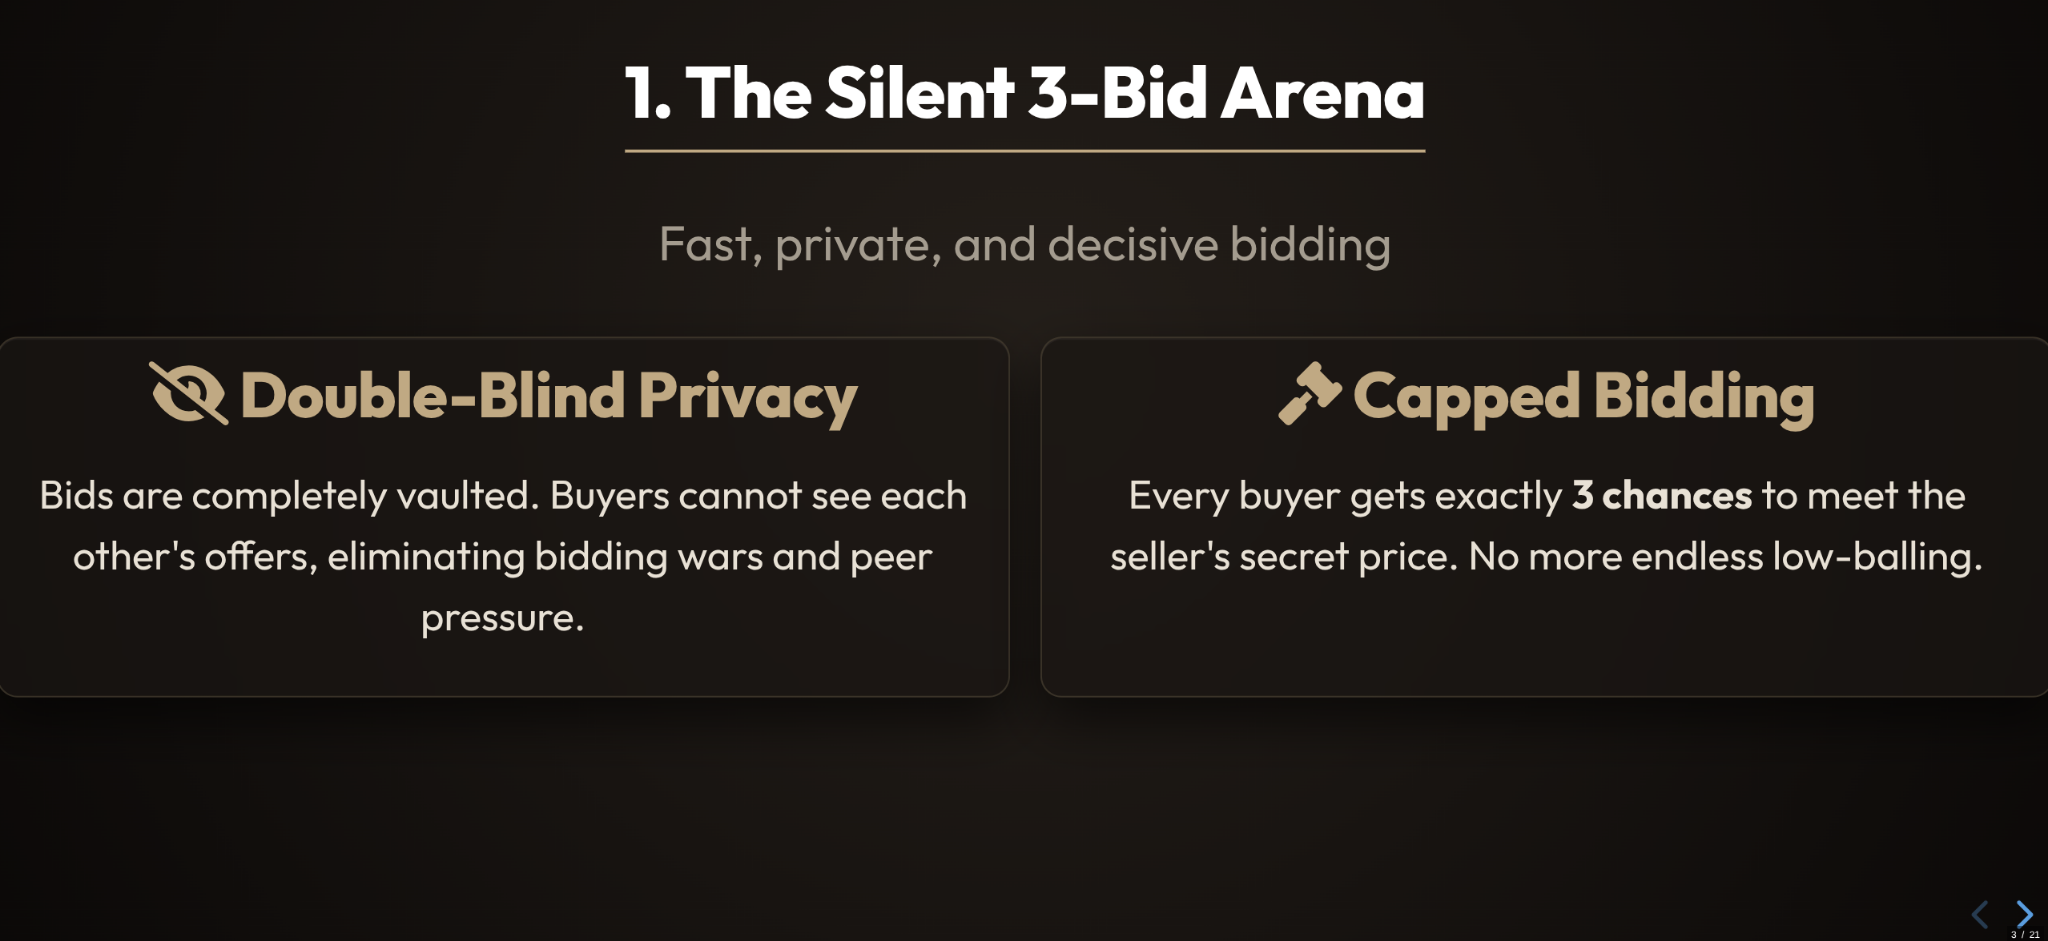 1. The Silent 3-Bid Arena
Fast, private, and decisive bidding
Double-Blind Privacy
Bids are completely vaulted. Buyers cannot see each
other's offers, eliminating bidding wars and peer
pressure.
Capped Bidding
Every buyer gets exactly 3 chances to meet the
seller's secret price. No more endless low-balling.
3 / 21